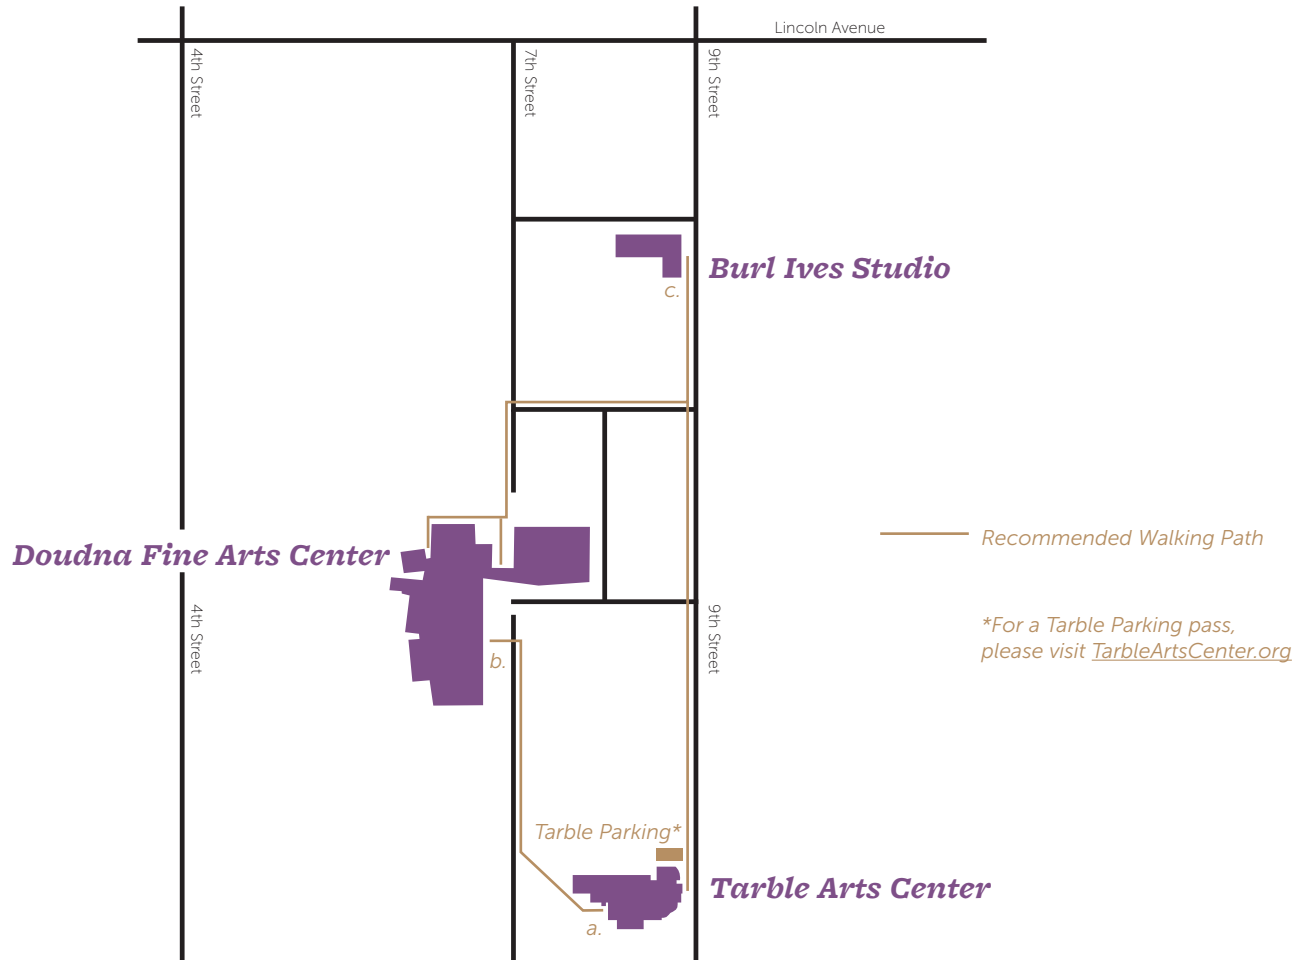 Lincoln Avenue
4th Street
7th Street
9th Street
Burl Ives Studio
c.
Doudna Fine Arts Center
Recommended Walking Path
4th Street
9th Street
*For a Tarble Parking pass,
please visit TarbleArtsCenter.org
b.
Tarble Parking*
Tarble Arts Center
a.